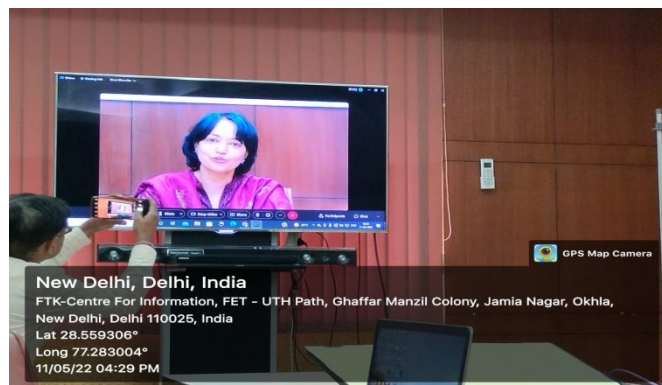 GPS Map Camera
New Delhi, Delhi, India
FTK-Centre For Information, FET - UTH Path, Ghaffar Manzil Colony, Jamia Nagar, Okhla,
New Delhi, Delhi 110025, India
Lat 28.559306°
Long 77.283004°
11/05/22 04:29 PM